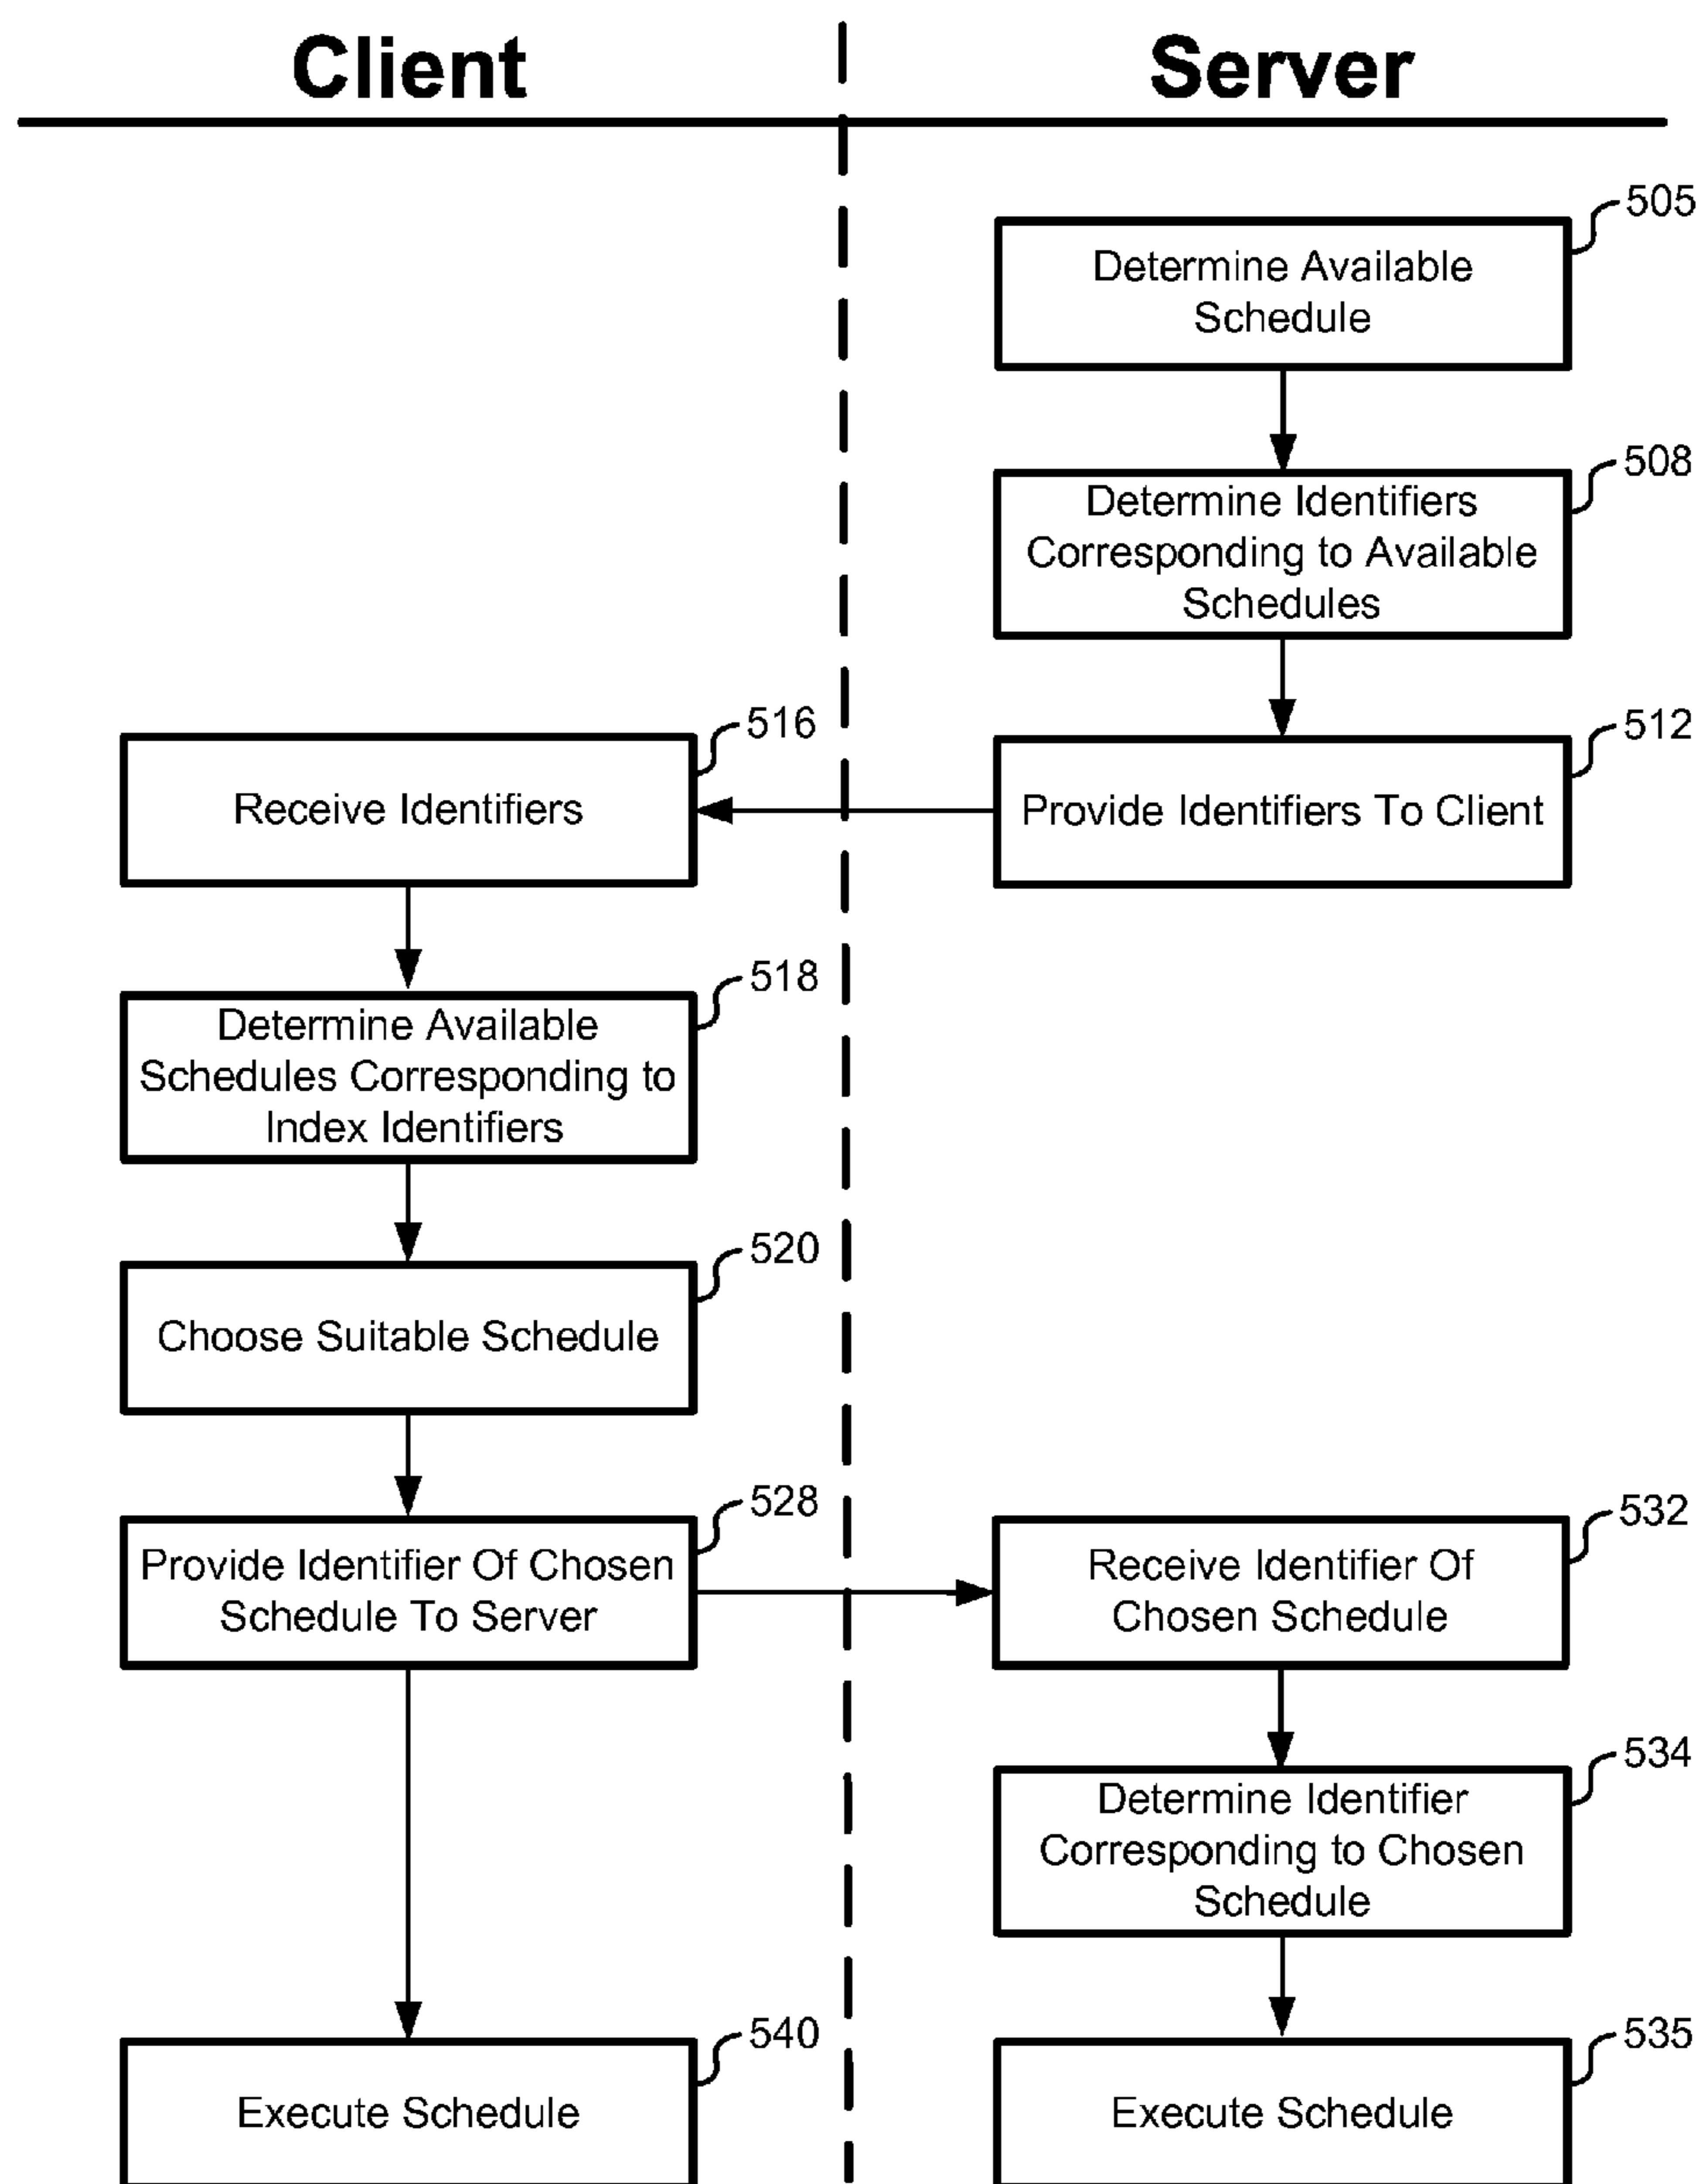 Client
Server
505
Determine Available
Schedule
508
Determine Identifiers
Corresponding to Available
Schedules
512
Provide Identifiers To Client
516
Receive Identifiers
518
Determine Available
Schedules Corresponding to
Index Identifiers
520
Choose Suitable Schedule
528
Provide Identifier Of Chosen
Schedule To Server
532
Receive Identifier Of
Chosen Schedule
534
Determine Identifier
Corresponding to Chosen
Schedule
540
Execute Schedule
535
Execute Schedule